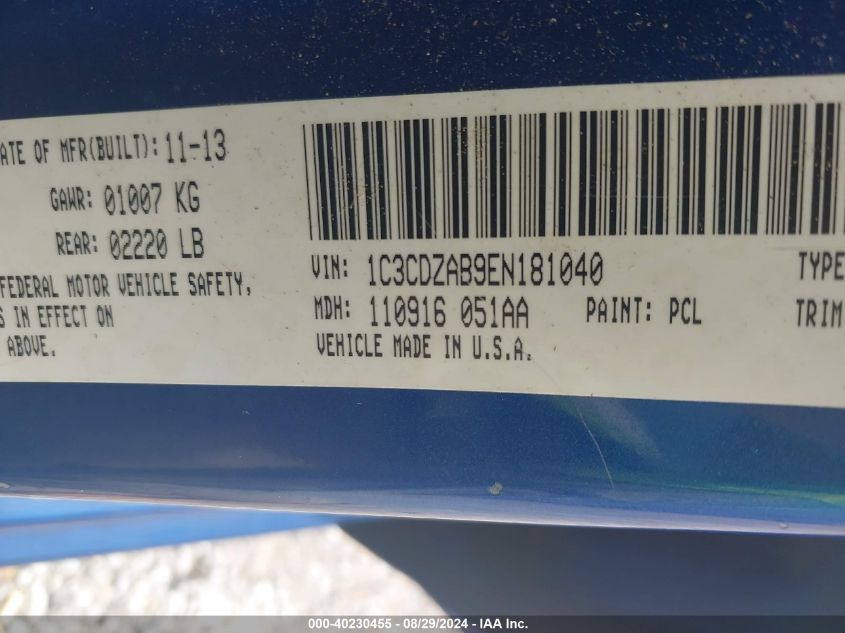 ATE OF MFR(BUILT): 11-13
GAWR: 01007 KG
REAR: 02220 LB
FEDERAL MOTOR VEHICLE SAFETY,
S IN EFFECT ON
ABOVE.
VIN: 1C3CDZAB9EN181040
TYPE
MDH: 110916 051AA PAINT: PCL
TRIM
VEHICLE MADE IN U.S.A.
000-40230455 - 08/29/2024 - IAA Inc.